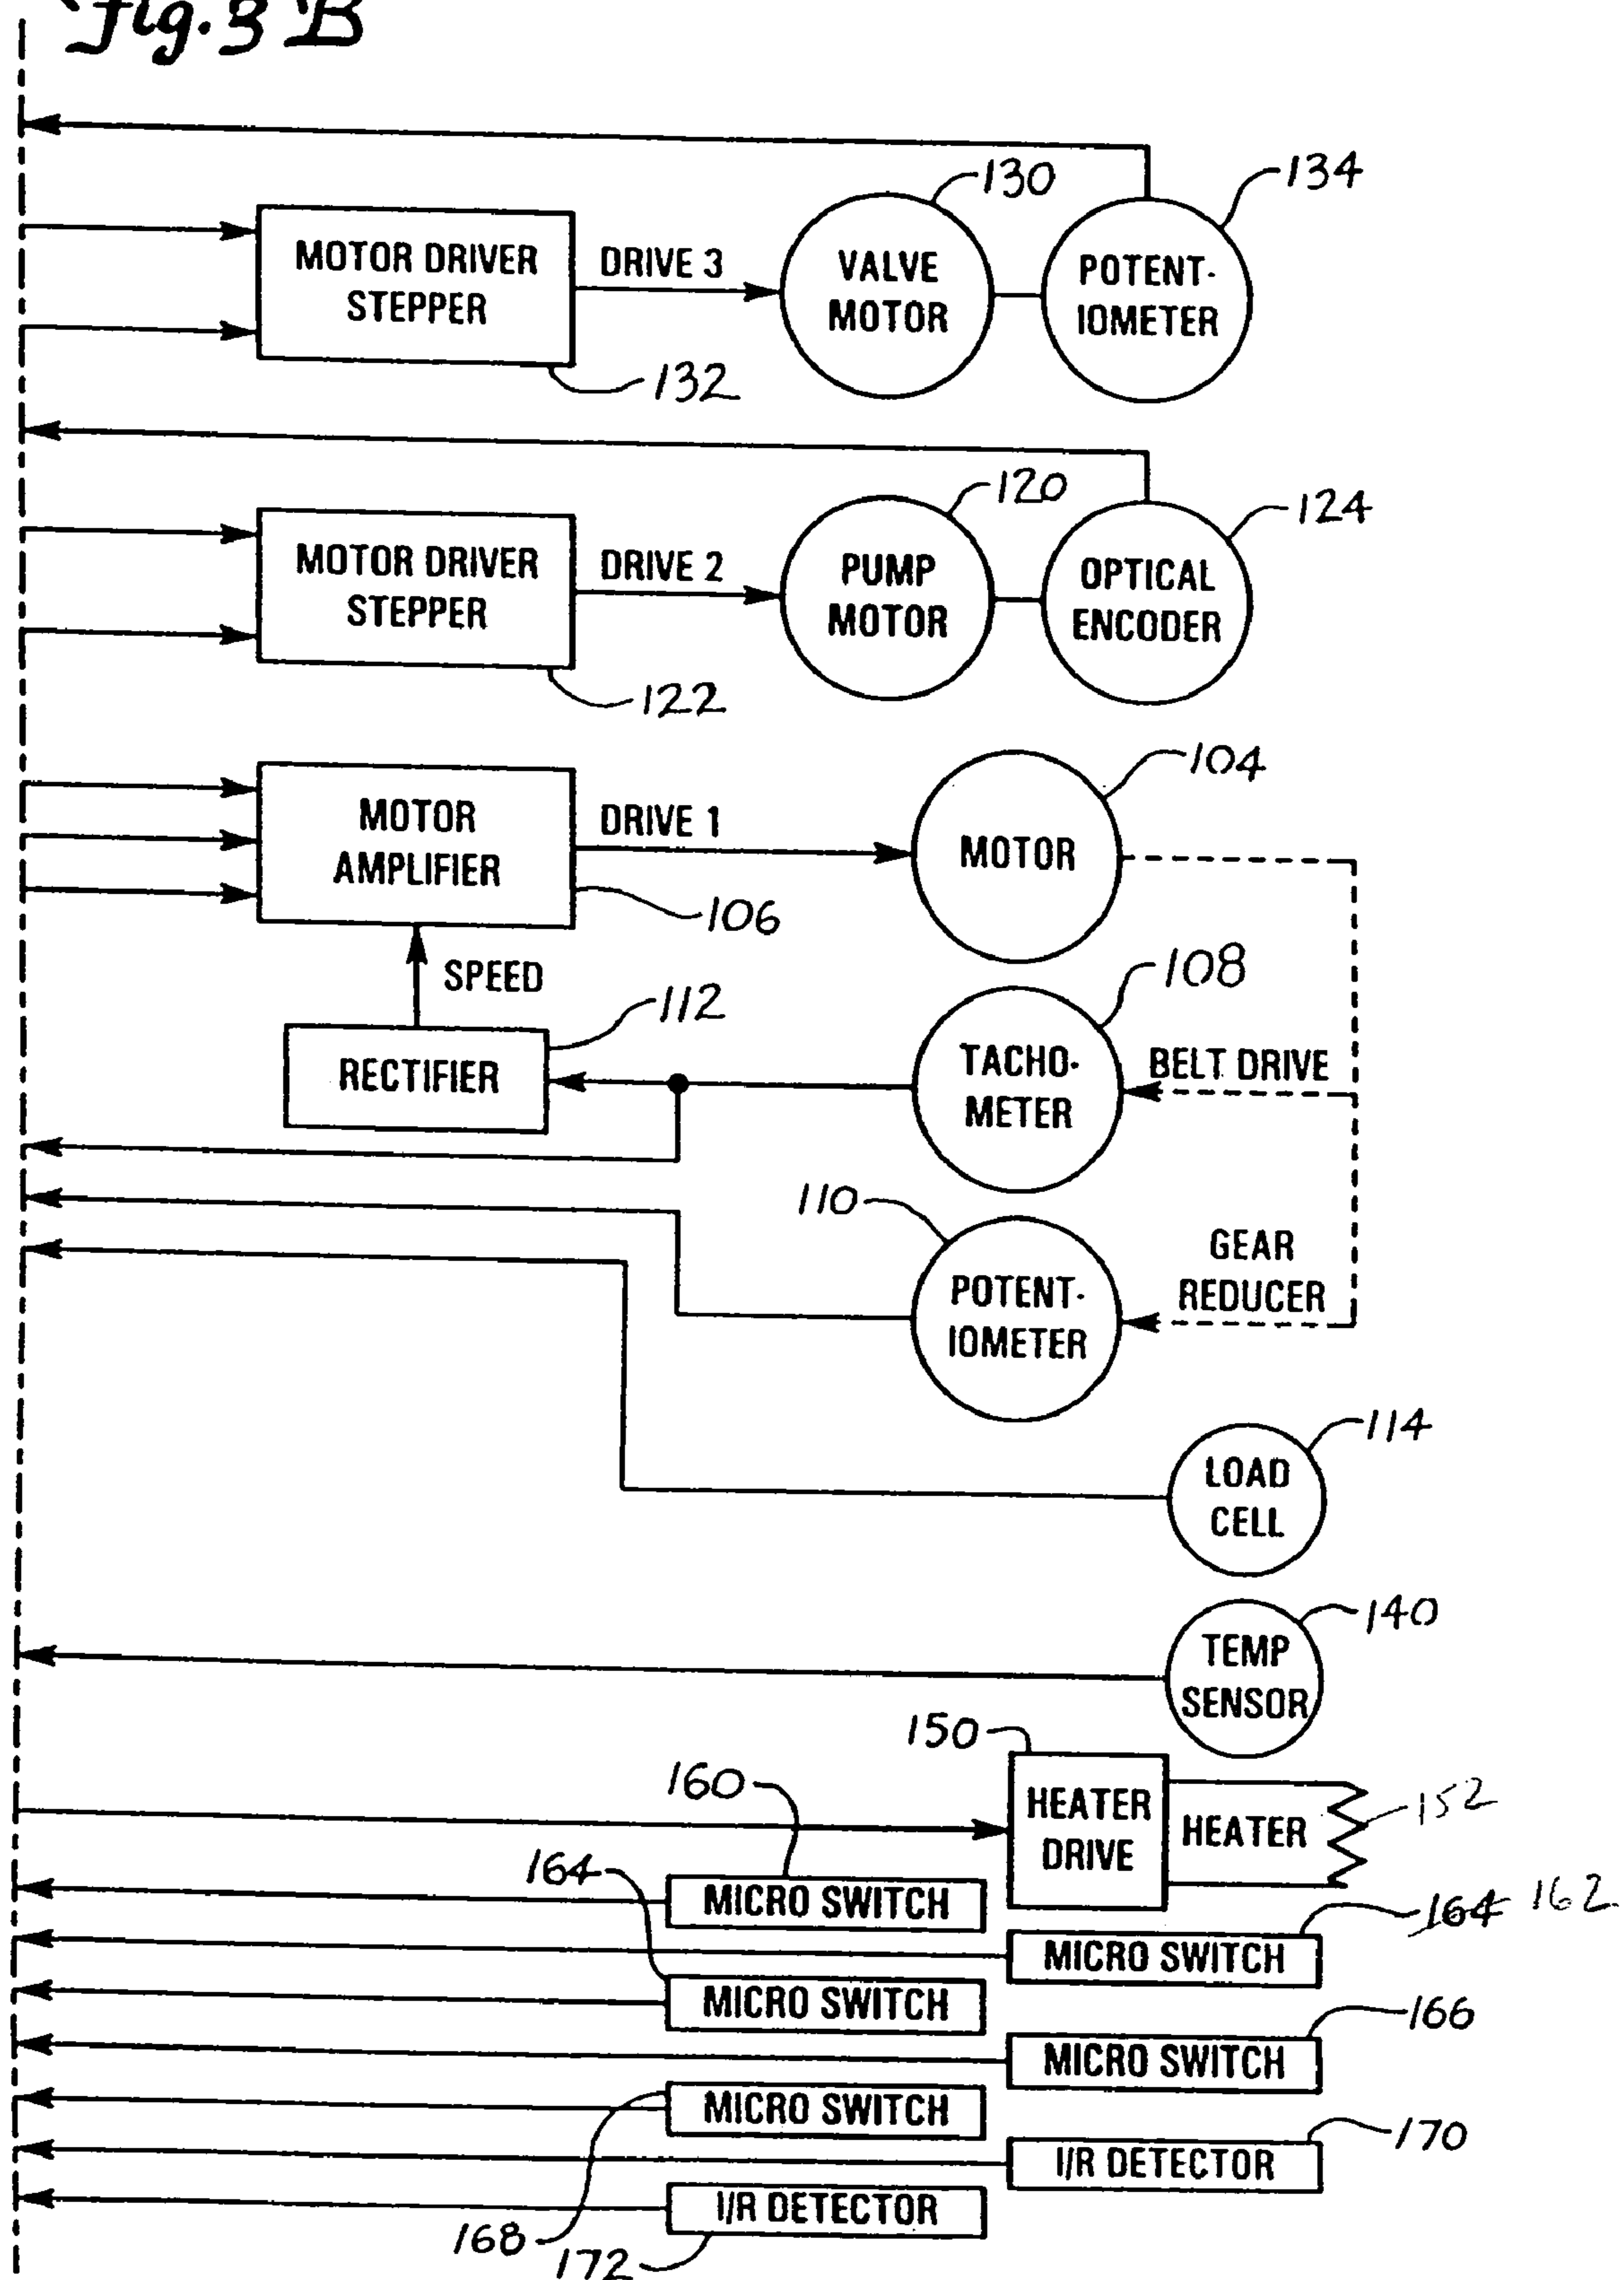 Fig. 3 B
130
134
MOTOR DRIVER
STEPPER
DRIVE 3
VALVE
MOTOR
POTENT-
IOMETER
132
120
124
MOTOR DRIVER
STEPPER
DRIVE 2
PUMP
MOTOR
OPTICAL
ENCODER
122
104
MOTOR
AMPLIFIER
DRIVE 1
MOTOR
106
SPEED
108
112
RECTIFIER
TACHO-
METER
BELT DRIVE
110
POTENT-
IOMETER
GEAR
REDUCER
114
LOAD
CELL
140
TEMP
SENSOR
150
160
HEATER
DRIVE
HEATER
152
164
MICRO SWITCH
164 162
MICRO SWITCH
MICRO SWITCH
166
MICRO SWITCH
MICRO SWITCH
170
I/R DETECTOR
I/R DETECTOR
168
172